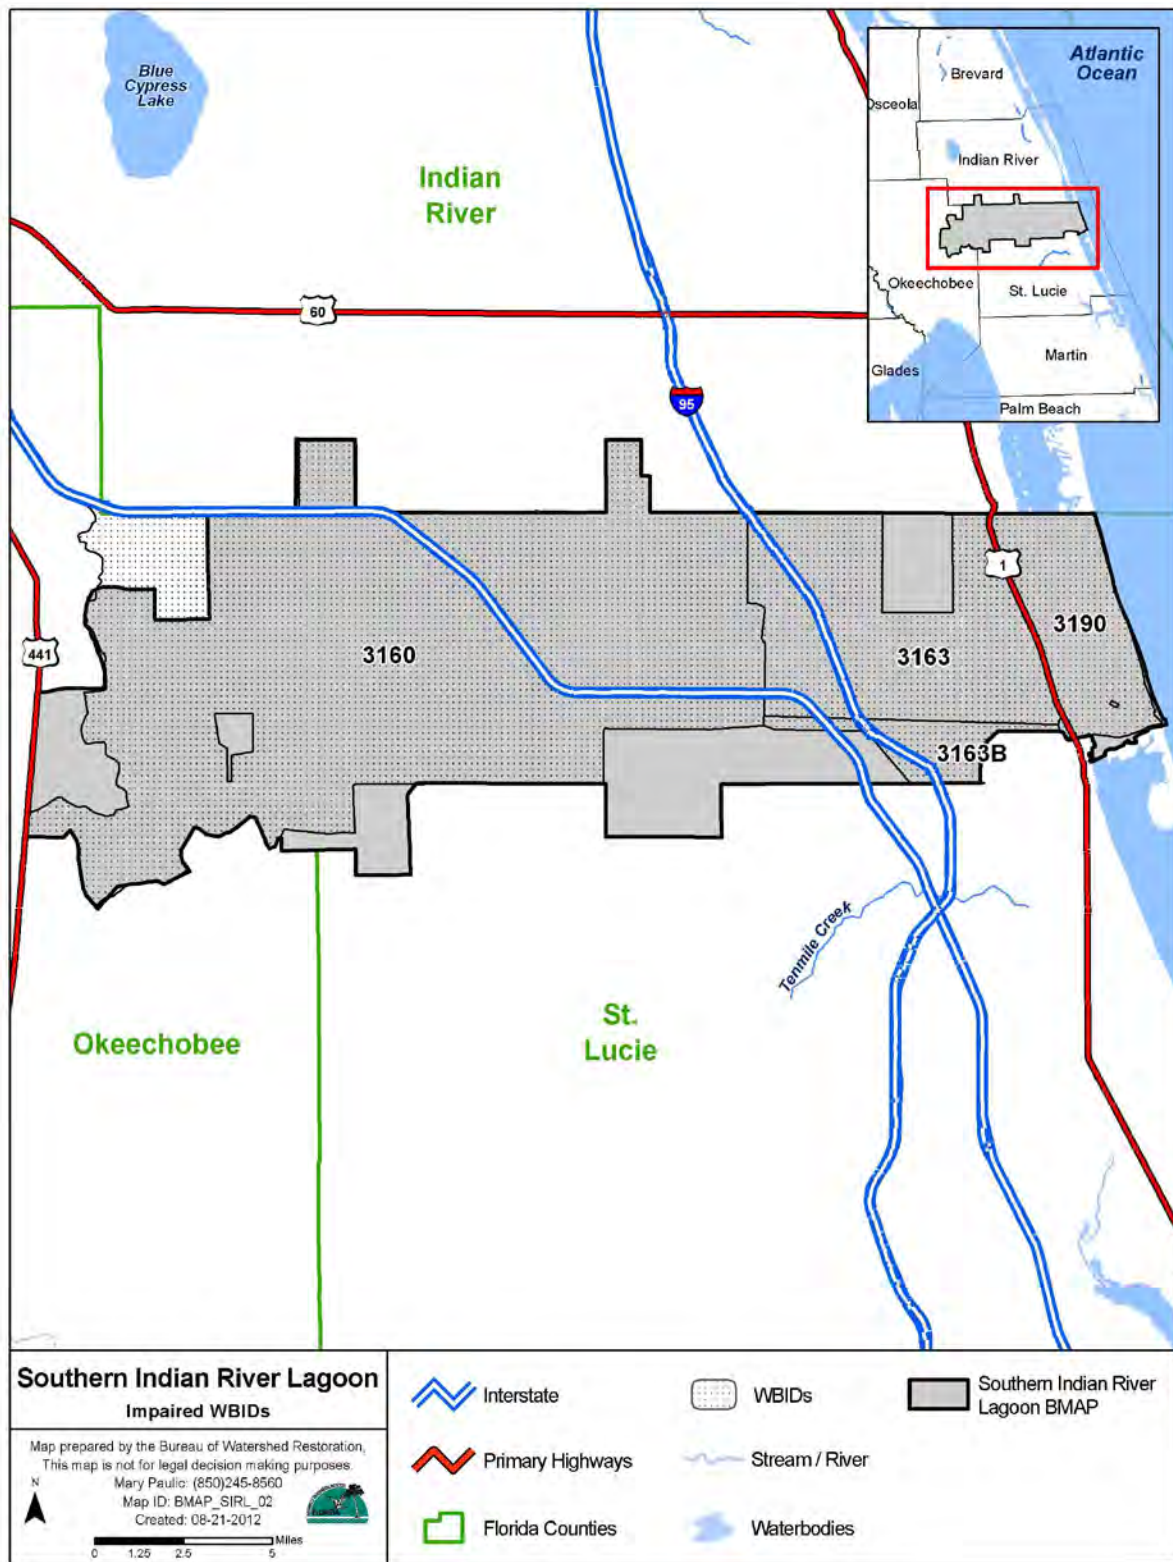 Blue
Cypress
Lake
Indian
River
60
95
Atlantic
Ocean
Brevard
Osceola
Indian River
Okeechobee
St. Lucie
Martin
Glades
Palm Beach
1
441
3160
3163
3190
3163B
Tenmile Creek
Okeechobee
St.
Lucie
Southern Indian River Lagoon
Impaired WBIDs
Map prepared by the Bureau of Watershed Restoration,
This map is not for legal decision making purposes.
Mary Paulic: (850)245-8560
Map ID: BMAP_SIRL_02
Created: 08-21-2012
N
Miles
0 1.25 2.5 5
Interstate
Primary Highways
Florida Counties
WBIDs
Stream / River
Waterbodies
Southern Indian River
Lagoon BMAP